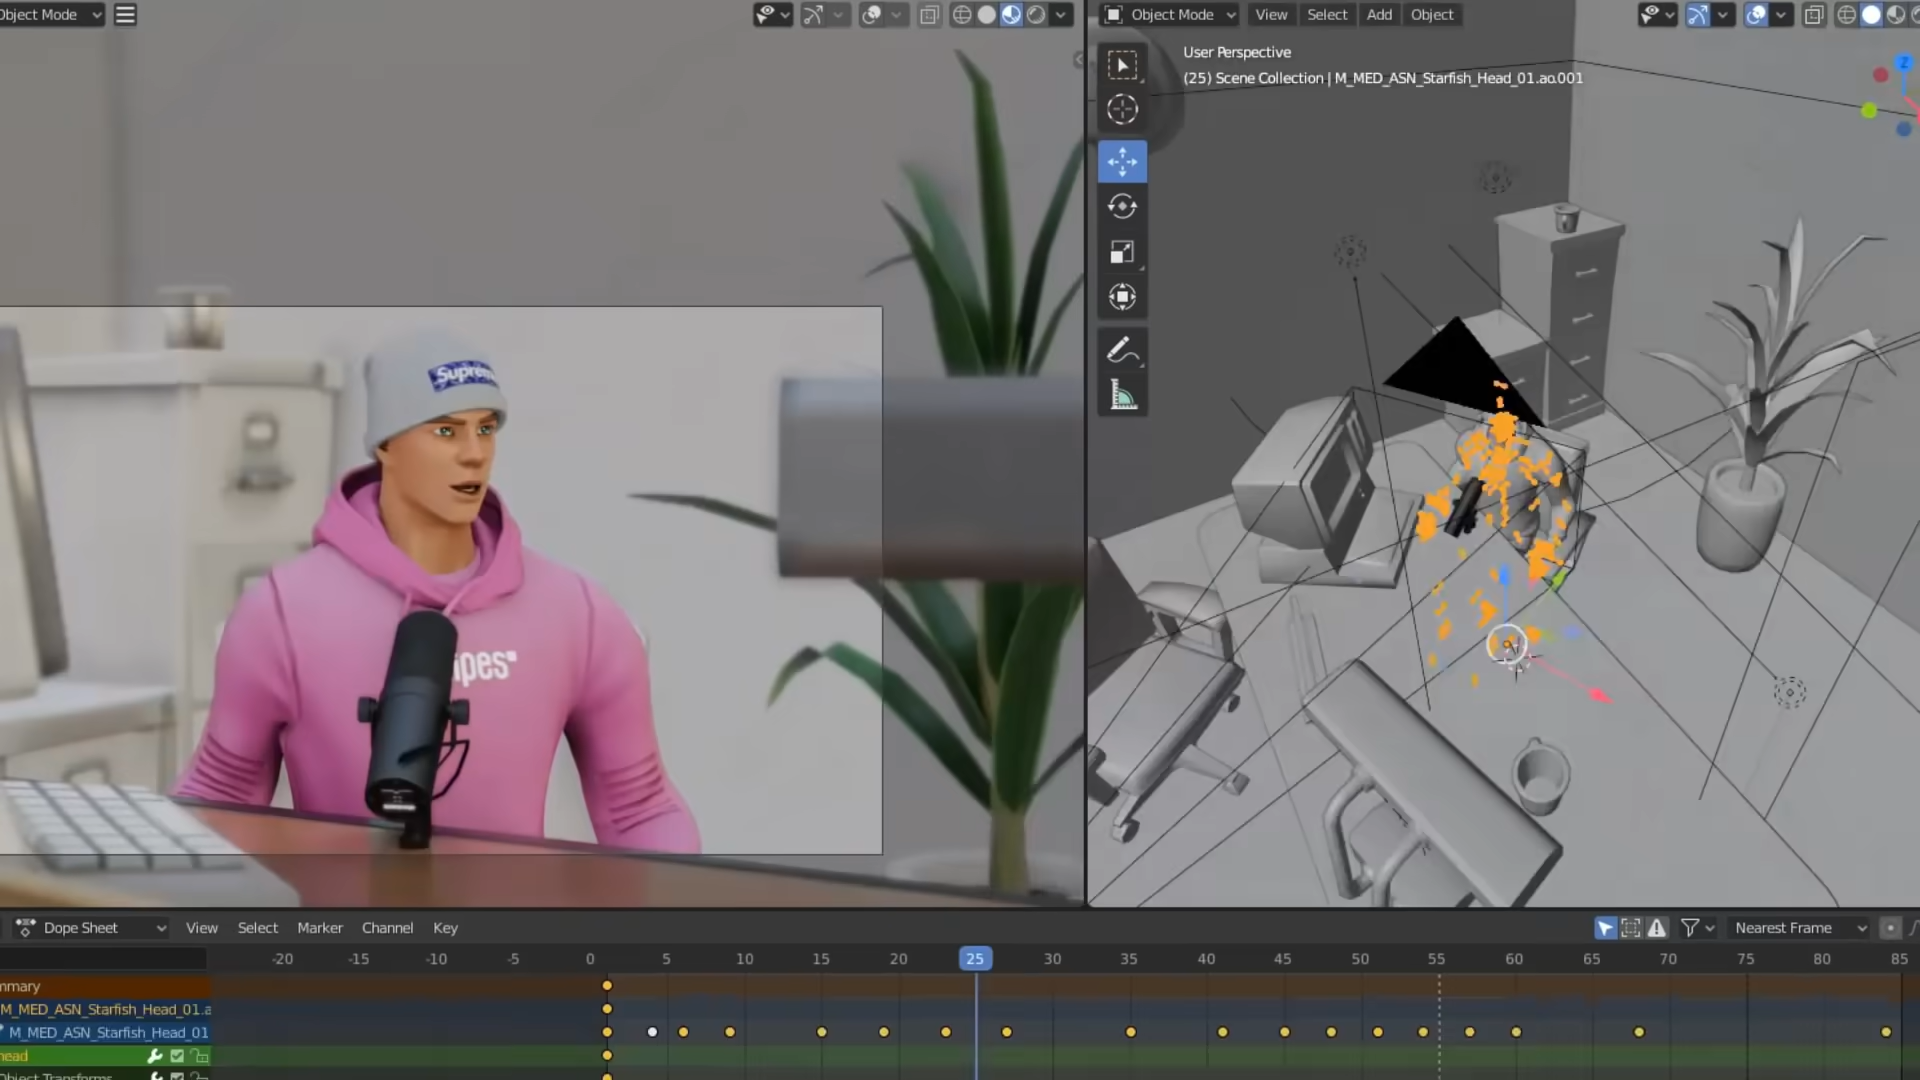 Object Mode
Object Mode View Select Add Object
User Perspective
(25) Scene Collection | M_MED_ASN_Starfish_Head_01.ao.001
Z
Suprem
ipes
Dope Sheet View Select Marker Channel Key Nearest Frame
-20 -15 -10 -5 0 5 10 15 20 25 30 35 40 45 50 55 60 65 70 75 80 85
mmary
M_MED_ASN_Starfish_Head_01.a
M_MED_ASN_Starfish_Head_01
head
Object Transforms